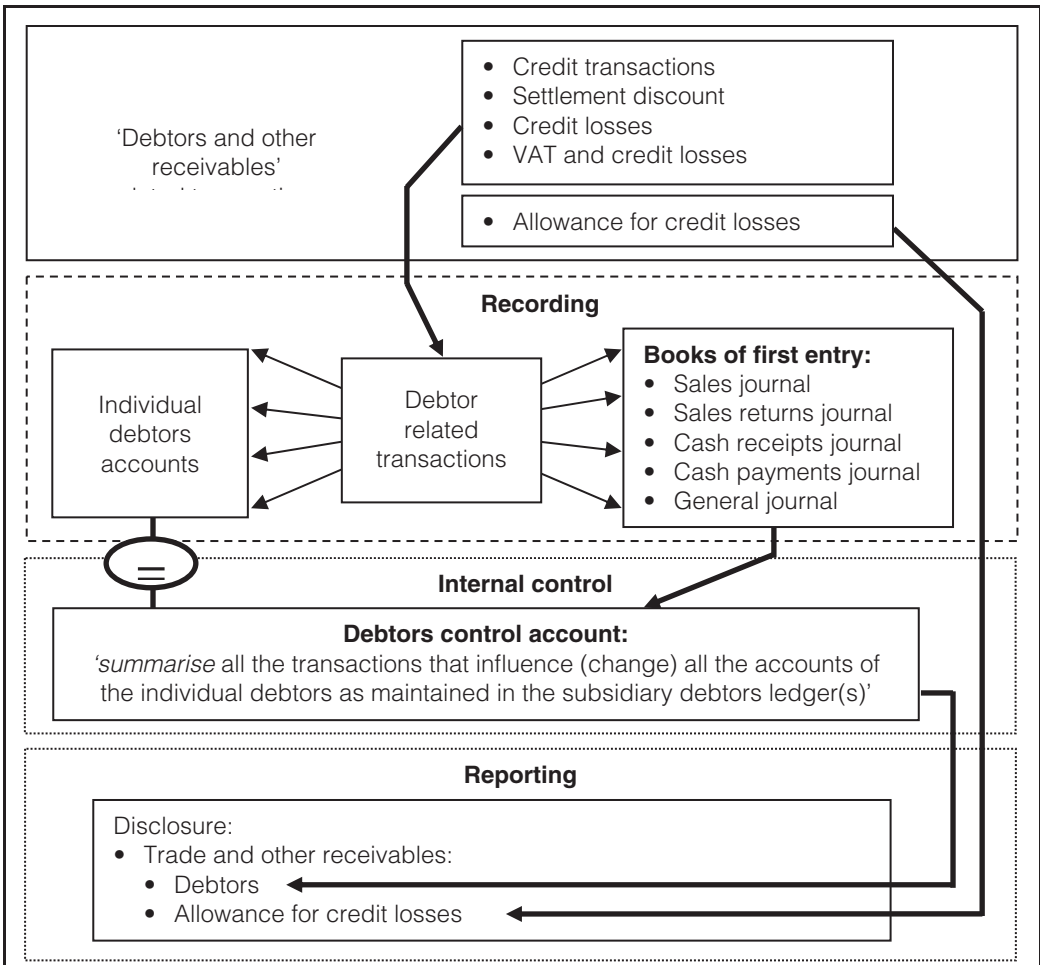 ‘Debtors and other
receivables’
• Credit transactions
• Settlement discount
• Credit losses
• VAT and credit losses
• Allowance for credit losses
Recording
Individual
debtors
accounts
Debtor
related
transactions
Books of first entry:
• Sales journal
• Sales returns journal
• Cash receipts journal
• Cash payments journal
• General journal
=
Internal control
Debtors control account:
‘summarise all the transactions that influence (change) all the accounts of
the individual debtors as maintained in the subsidiary debtors ledger(s)’
Reporting
Disclosure:
• Trade and other receivables:
• Debtors
• Allowance for credit losses